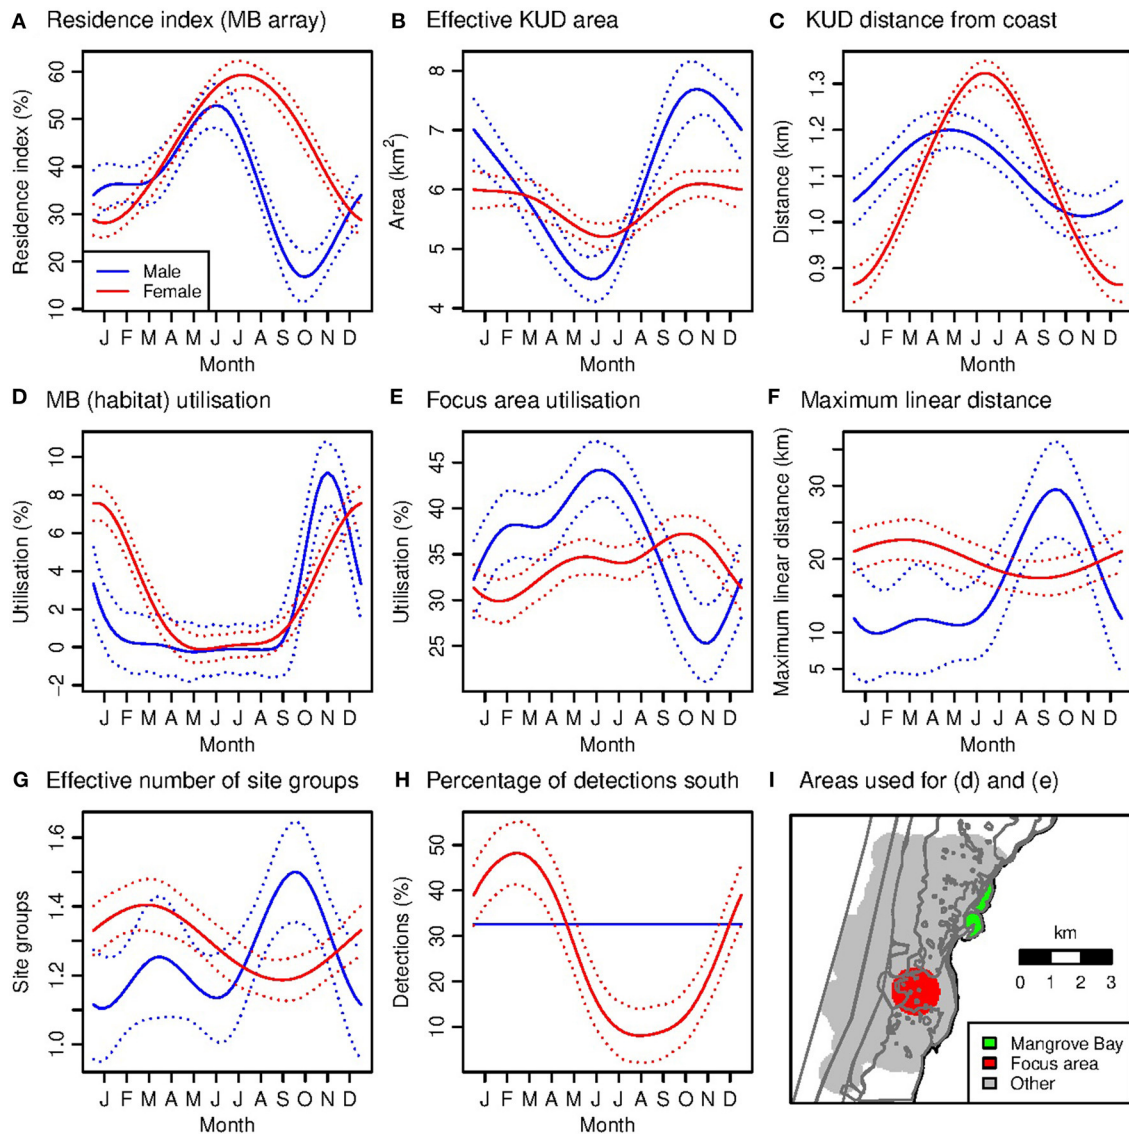 A Residence index (MB array)
B Effective KUD area
C KUD distance from coast
Residence index (%)
10 20 30 40 50 60
Male
Female
J F M A M J J A S O N D
Month
Area (km2)
4 5 6 7 8
J F M A M J J A S O N D
Month
Distance (km)
0.9 1.0 1.1 1.2 1.3
J F M A M J J A S O N D
Month
D MB (habitat) utilisation
E Focus area utilisation
F Maximum linear distance
Utilisation (%)
−2 0 2 4 6 8 10
J F M A M J J A S O N D
Month
Utilisation (%)
25 30 35 40 45
J F M A M J J A S O N D
Month
Maximum linear distance (km)
5 10 20 30
J F M A M J J A S O N D
Month
G Effective number of site groups
H Percentage of detections south
I Areas used for (d) and (e)
Site groups
1.0 1.2 1.4 1.6
J F M A M J J A S O N D
Month
Detections (%)
10 20 30 40 50
J F M A M J J A S O N D
Month
km
0 1 2 3
Mangrove Bay
Focus area
Other